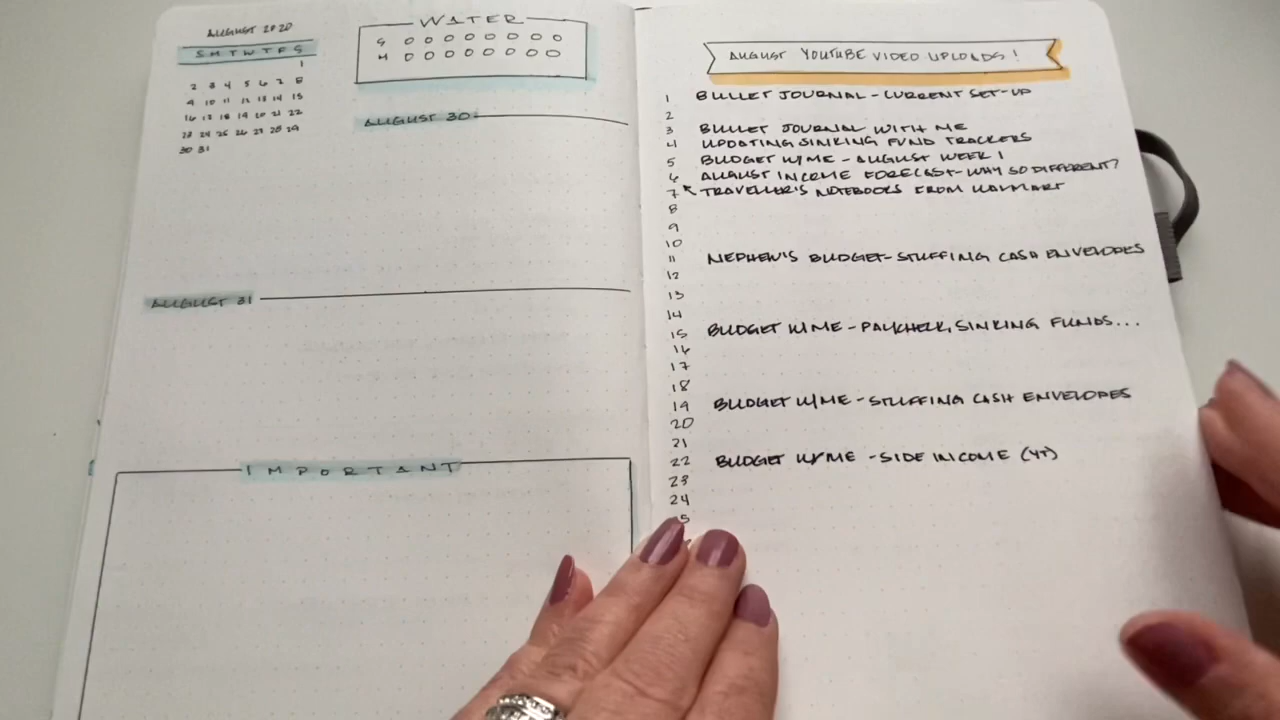 AUGUST 2020
S M T W T F S
1
2 3 4 5 6 7 8
9 10 11 12 13 14 15
16 17 18 19 20 21 22
23 24 25 26 27 28 29
30 31
WATER
S O O O O O O O O
M O O O O O O O O
AUGUST 30
AUGUST 31
IMPORTANT
AUGUST YOUTUBE VIDEO UPLOADS!
1 BULLET JOURNAL - CURRENT SET-UP
2
3 BULLET JOURNAL WITH ME
4 UPDATING SINKING FUND TRACKERS
5 BUDGET W/ME - AUGUST WEEK 1
6 AUGUST INCOME FORECAST - WHY SO DIFFERENT?
7 TRAVELLER'S NOTEBOOKS FROM WALMART
8
9
10
11 NEPHEW'S BUDGET - STUFFING CASH ENVELOPES
12
13
14
15 BUDGET W/ME - PAYCHECK, SINKING FUNDS...
16
17
18
19 BUDGET W/ME - STUFFING CASH ENVELOPES
20
21
22 BUDGET W/ME - SIDE INCOME (YT)
23
24